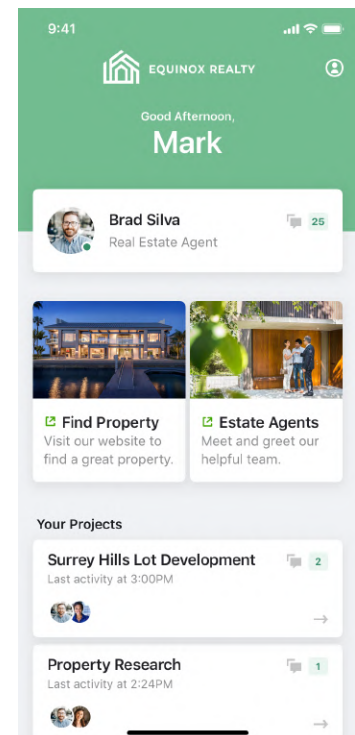 9:41
EQUINOX REALTY
Good Afternoon,
Mark
Brad Silva
25
Real Estate Agent
Find Property
Visit our website to
find a great property.
Estate Agents
Meet and greet our
helpful team.
Your Projects
Surrey Hills Lot Development
2
Last activity at 3:00PM
Property Research
1
Last activity at 2:24PM